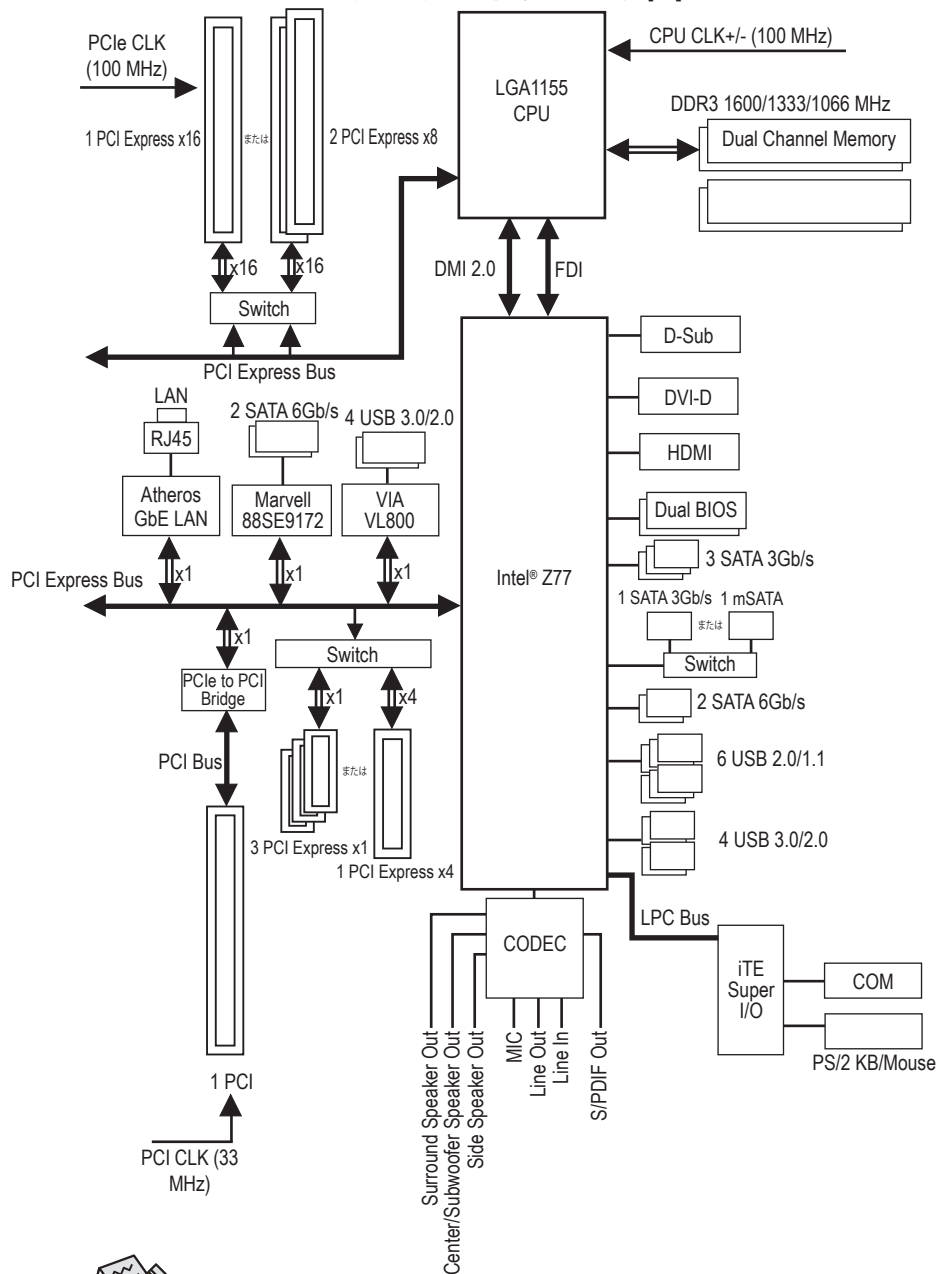 PCIe CLK
(100 MHz)
1 PCI Express x16
または
2 PCI Express x8
x16
x16
Switch
PCI Express Bus
LGA1155
CPU
CPU CLK+/- (100 MHz)
DDR3 1600/1333/1066 MHz
Dual Channel Memory
DMI 2.0
FDI
LAN
RJ45
Atheros
GbE LAN
2 SATA 6Gb/s
Marvell
88SE9172
4 USB 3.0/2.0
VIA
VL800
x1
x1
x1
PCI Express Bus
x1
PCIe to PCI
Bridge
PCI Bus
Switch
x1
x4
または
3 PCI Express x1
1 PCI Express x4
1 PCI
PCI CLK (33
MHz)
Intel® Z77
D-Sub
DVI-D
HDMI
Dual BIOS
3 SATA 3Gb/s
1 SATA 3Gb/s
または
1 mSATA
Switch
2 SATA 6Gb/s
6 USB 2.0/1.1
4 USB 3.0/2.0
LPC Bus
CODEC
Surround Speaker Out
Center/Subwoofer Speaker Out
Side Speaker Out
MIC
Line Out
Line In
S/PDIF Out
iTE
Super
I/O
COM
PS/2 KB/Mouse